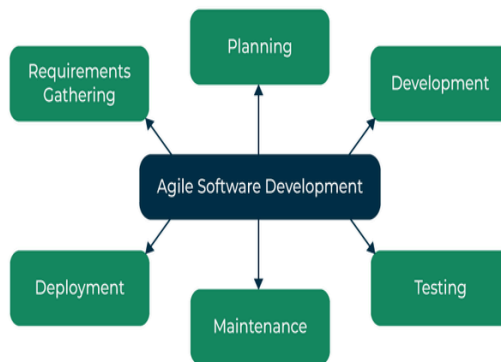 Planning
Requirements
Gathering
Development
Agile Software Development
Deployment
Testing
Maintenance